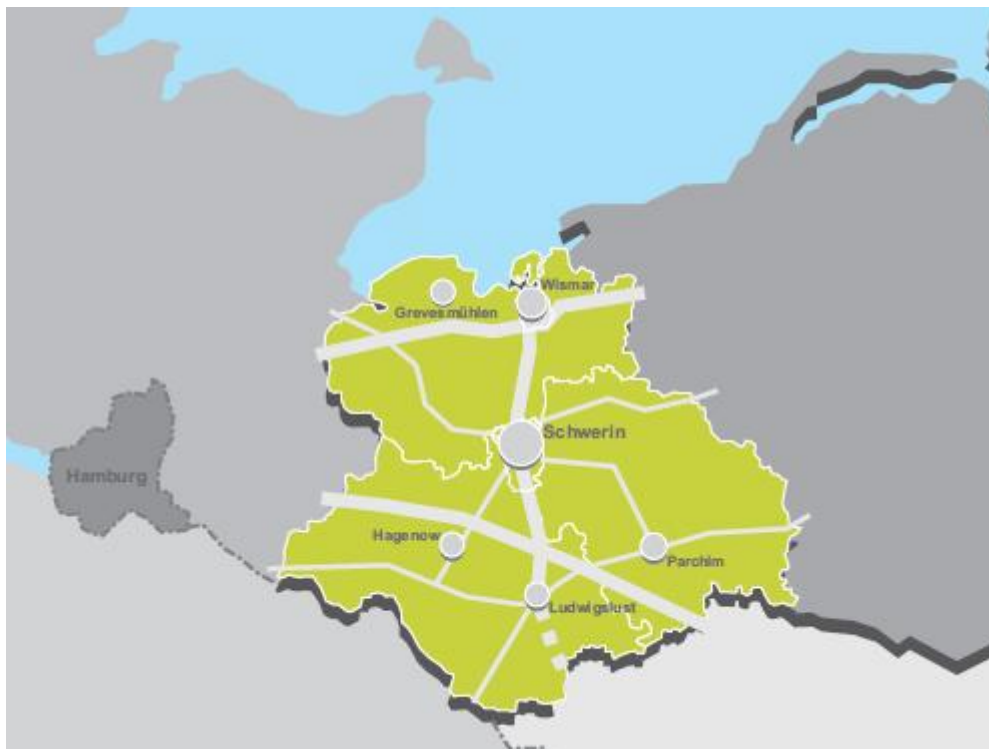 Wismar
Grevesmühlen
Schwerin
Hamburg
Hagenow
Parchim
Ludwigslust